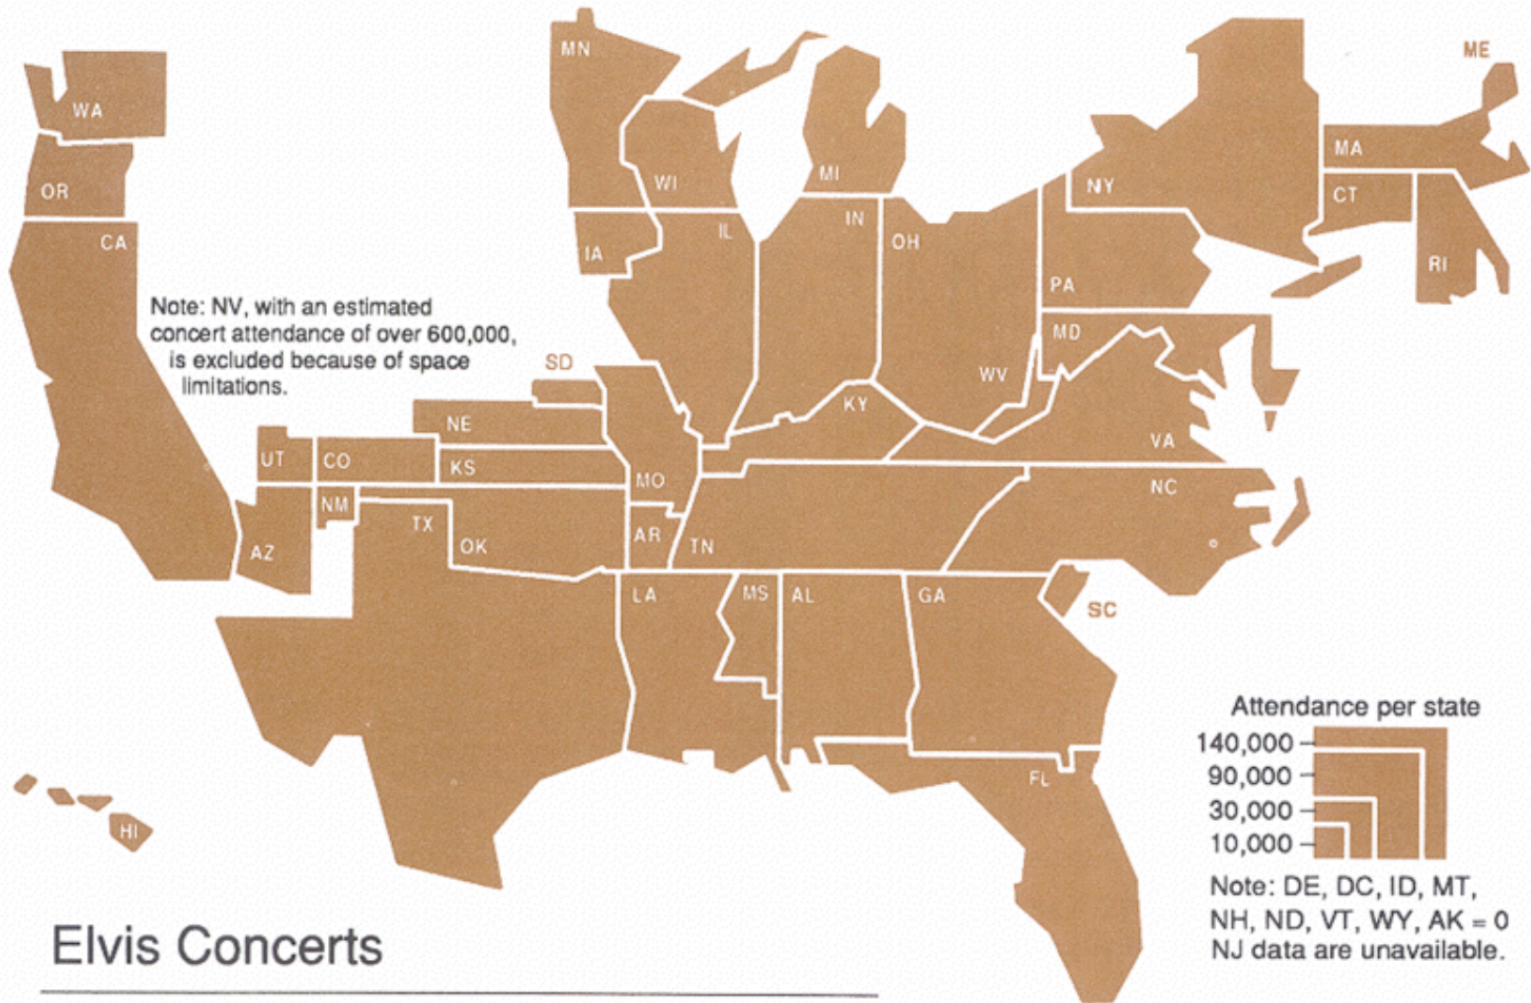 MN
ME
WA
MA
WI
MI
NY
CT
OR
IN
IL
OH
CA
IA
RI
PA
Note: NV, with an estimated
concert attendance of over 600,000,
is excluded because of space
limitations.
MD
SD
WV
KY
NE
VA
UT
CO
KS
MO
NC
NM
TX
AR
TN
OK
AZ
LA
MS
AL
GA
SC
FL
HI
Attendance per state
140,000
90,000
30,000
10,000
Note: DE, DC, ID, MT,
NH, ND, VT, WY, AK = 0
NJ data are unavailable.
Elvis Concerts